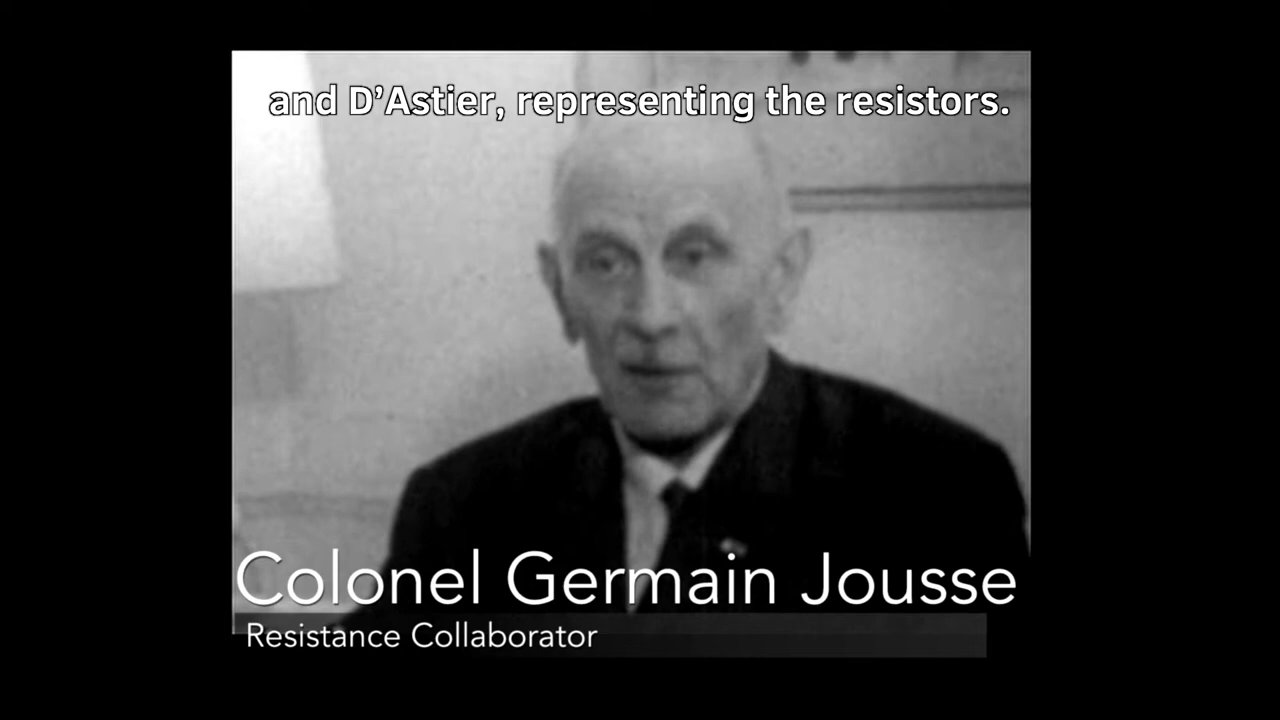 and D’Astier, representing the resistors.
Colonel Germain Jousse
Resistance Collaborator